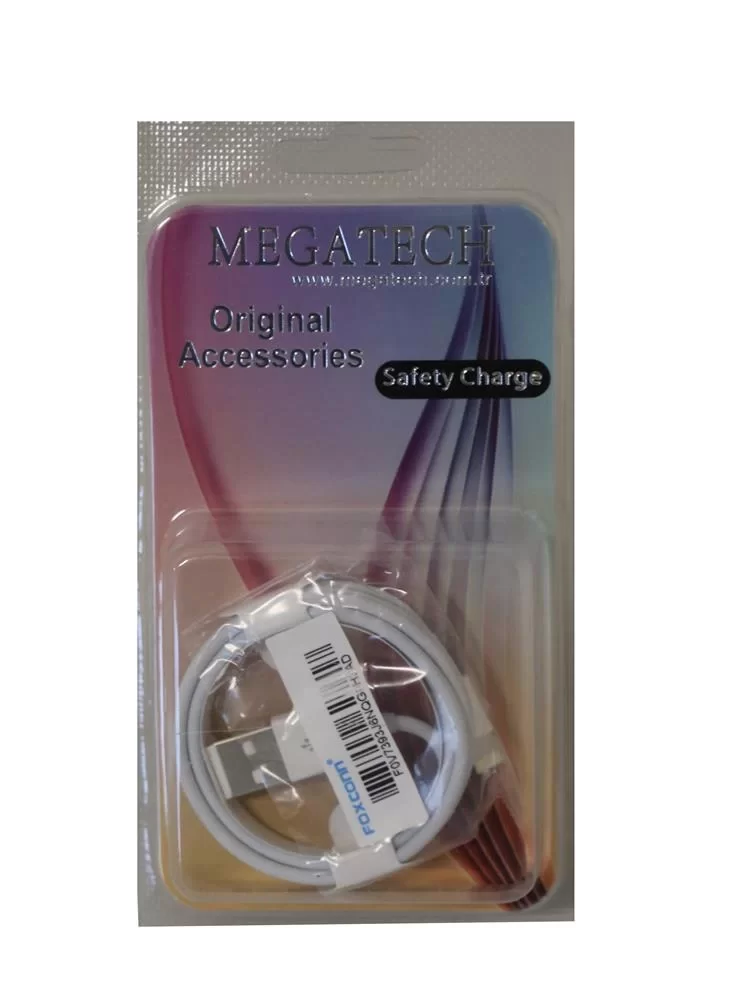 MEGATECH
www.megatech.com.tr
Original
Accessories
Safety Charge
FOXCONN®